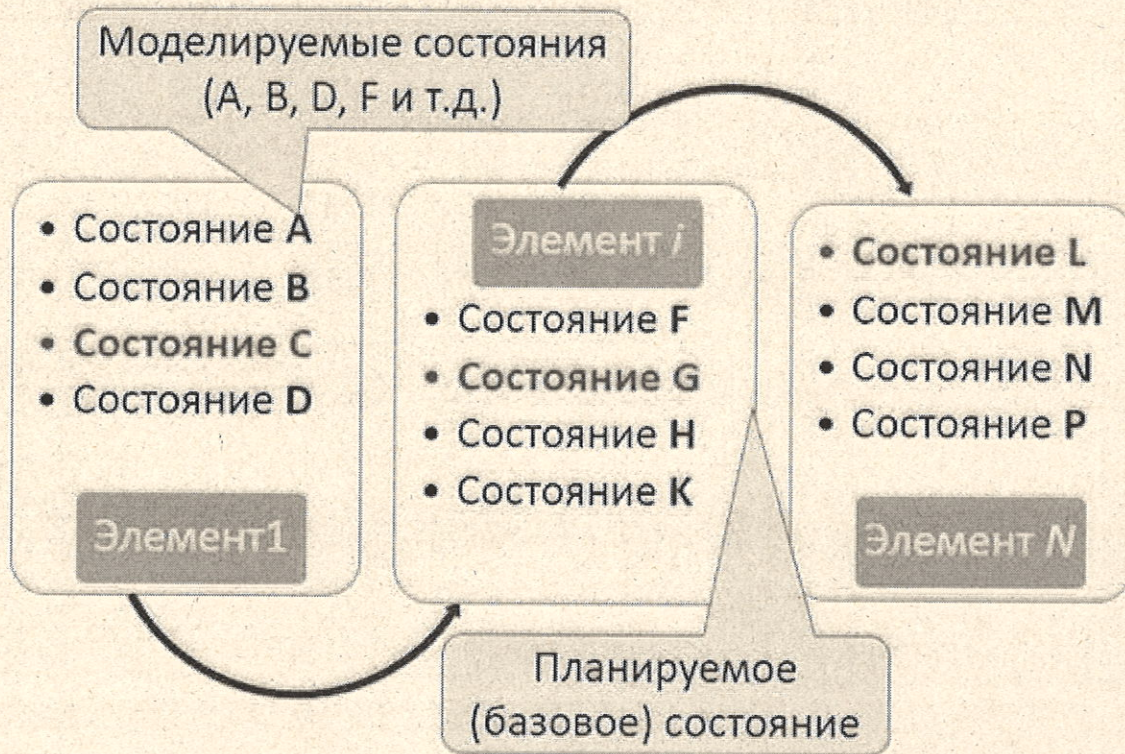 Моделируемые состояния
(A, B, D, F и т.д.)
• Состояние A
• Состояние B
• Состояние C
• Состояние D
Элемент1
Элемент i
• Состояние F
• Состояние G
• Состояние H
• Состояние K
• Состояние L
• Состояние M
• Состояние N
• Состояние P
Элемент N
Планируемое
(базовое) состояние